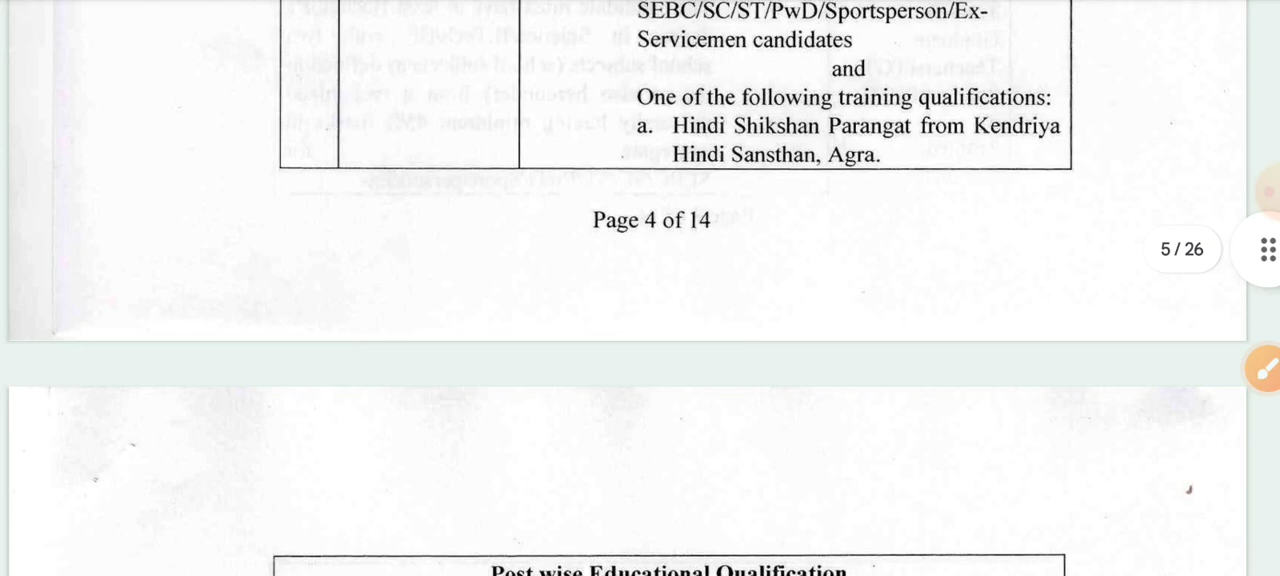 SEBC/SC/ST/PwD/Sportsperson/Ex-
Servicemen candidates
and
One of the following training qualifications:
a. Hindi Shikshan Parangat from Kendriya
Hindi Sansthan, Agra.
Page 4 of 14
5 / 26
Post wise Educational Qualification